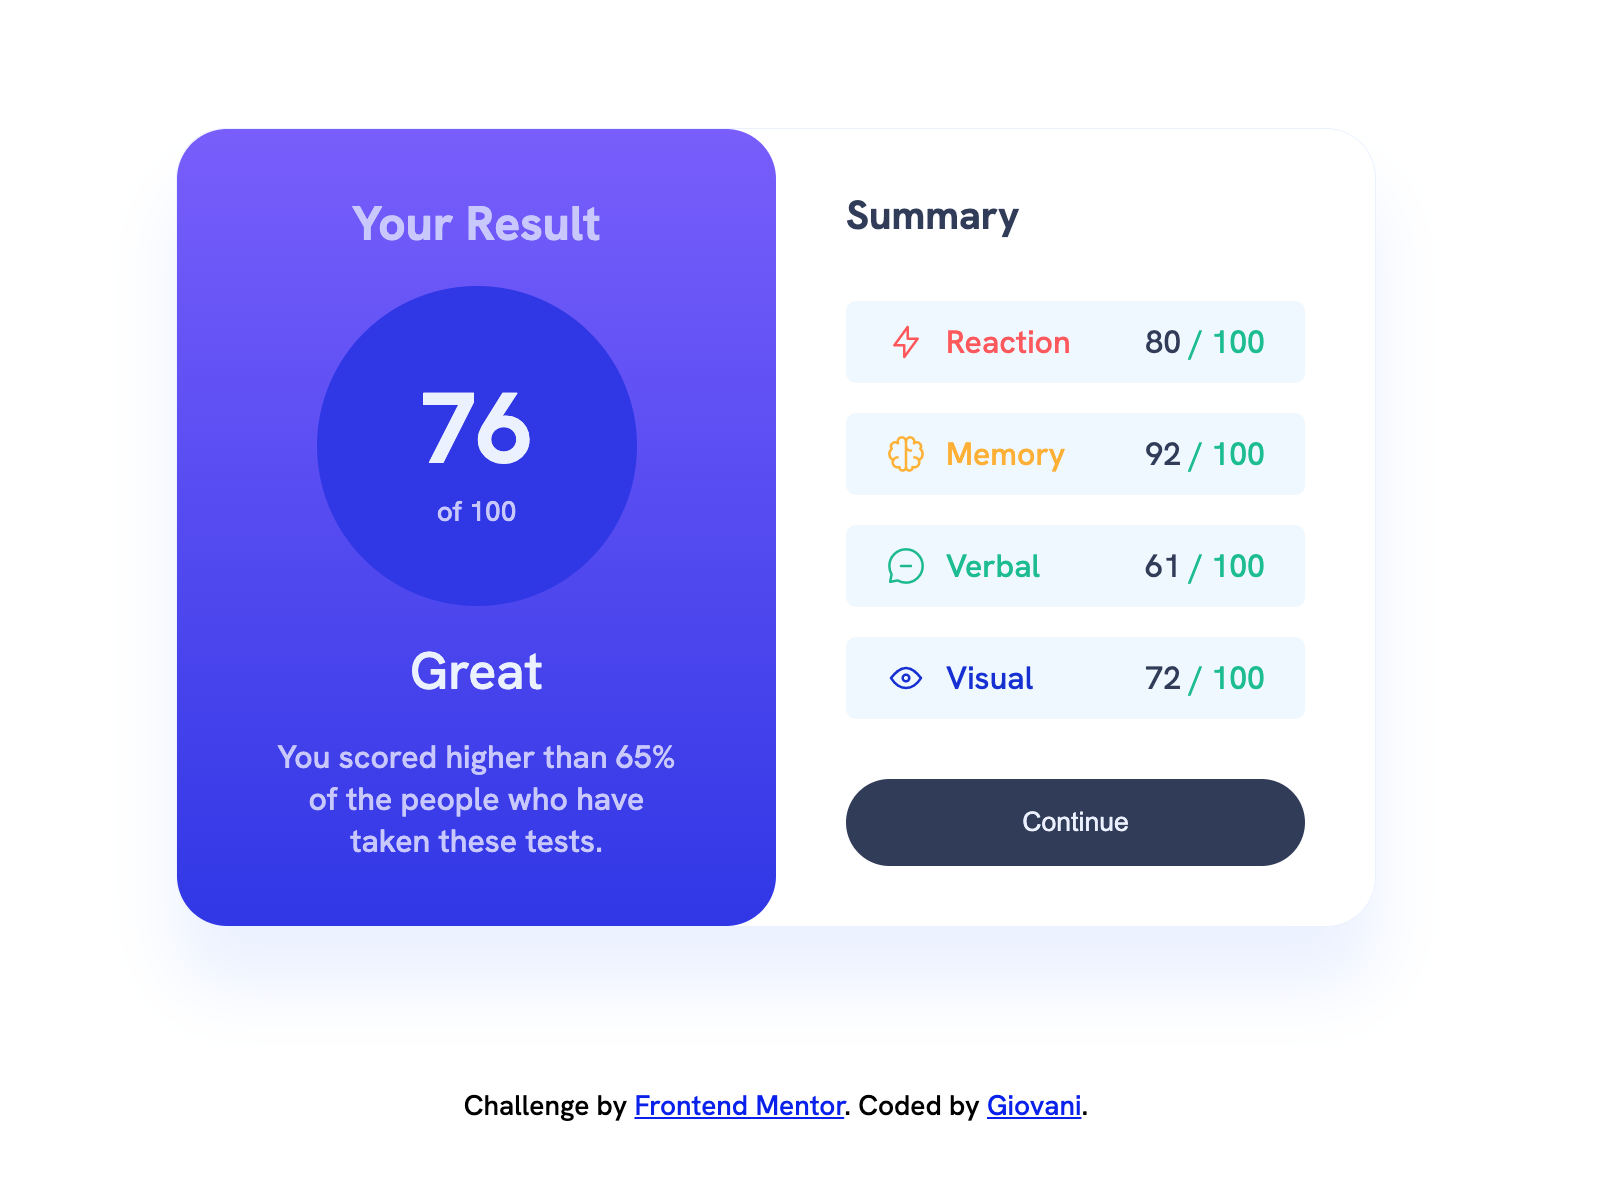 Your Result
76
of 100
Great
You scored higher than 65%
of the people who have
taken these tests.
Summary
Reaction 80 / 100
Memory 92 / 100
Verbal 61 / 100
Visual 72 / 100
Continue
Challenge by Frontend Mentor. Coded by Giovani.